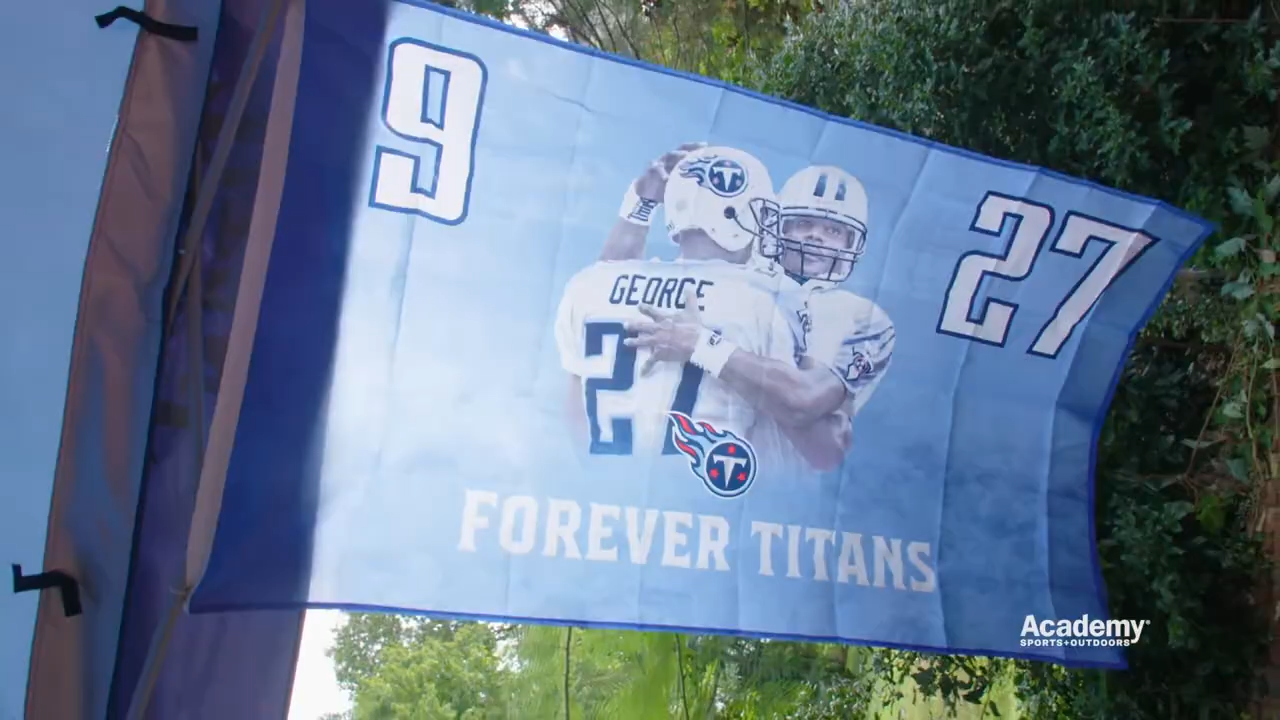 9
27
GEORGE
27
T
T
FOREVER TITANS
Academy
SPORTS+OUTDOORS